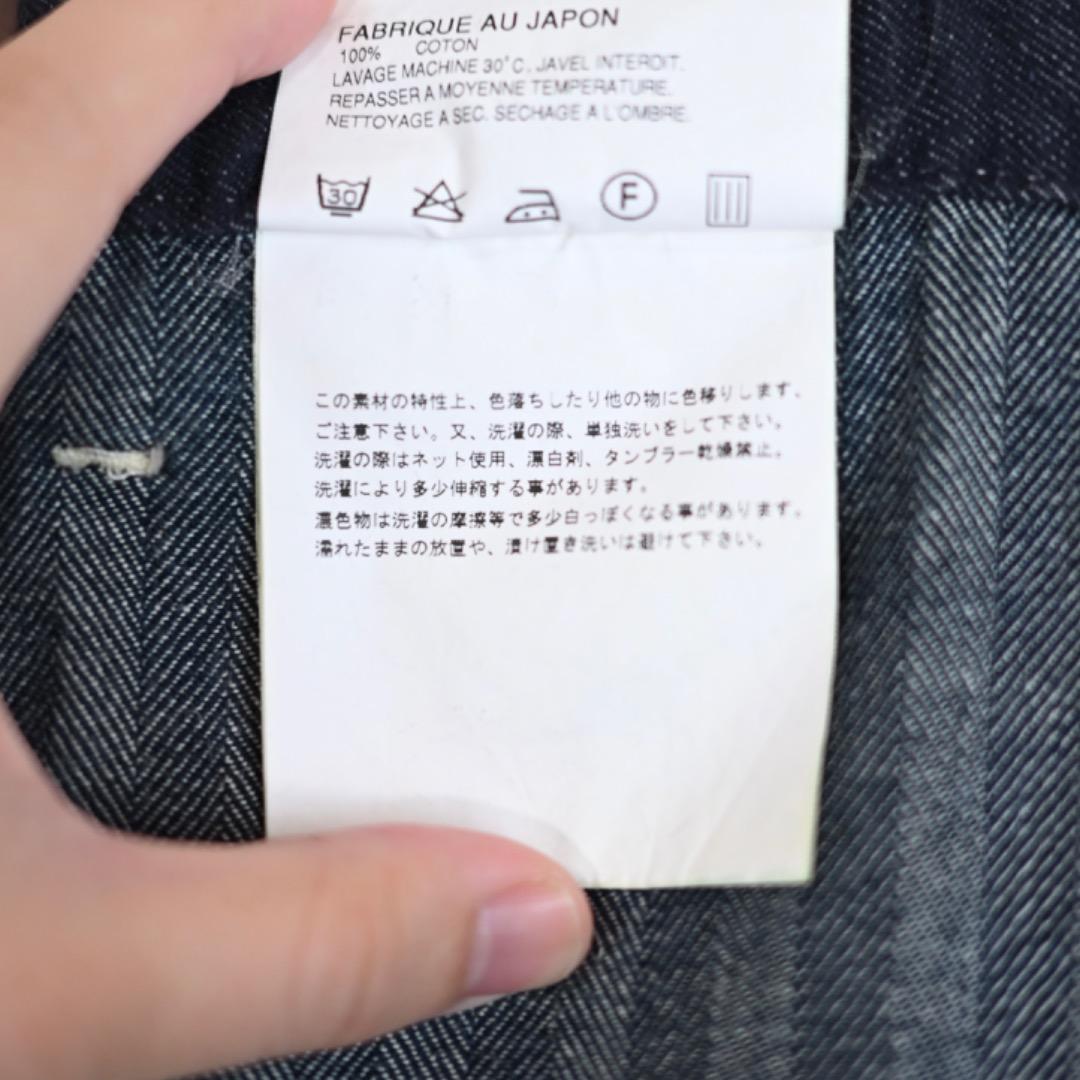 FABRIQUE AU JAPON
100% COTON
LAVAGE MACHINE 30°C. JAVEL INTERDIT.
REPASSER A MOYENNE TEMPERATURE.
NETTOYAGE A SEC. SECHAGE A L'OMBRE.
30 F
この素材の特性上、色落ちしたり他の物に色移りします、
ご注意下さい。又、洗濯の際、単独洗いをして下さい。
洗濯の際はネット使用、漂白剤、タンブラー乾燥禁止。
洗濯により多少伸縮する事があります。
濃色物は洗濯の摩擦等で多少白っぽくなる事があります。
濡れたままの放置や、漬け置き洗いは避けて下さい。